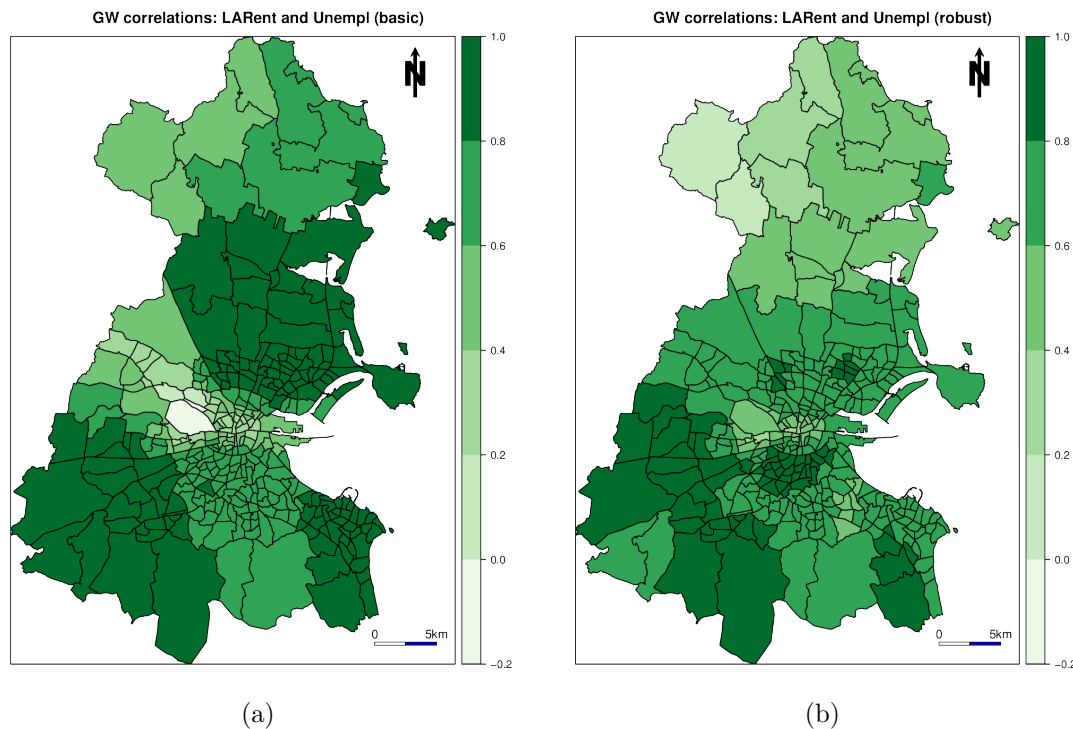 GW correlations: LARent and Unempl (basic)
N
1.0
0.8
0.6
0.4
0.2
0.0
−0.2
0 5km
(a)
GW correlations: LARent and Unempl (robust)
N
1.0
0.8
0.6
0.4
0.2
0.0
−0.2
0 5km
(b)